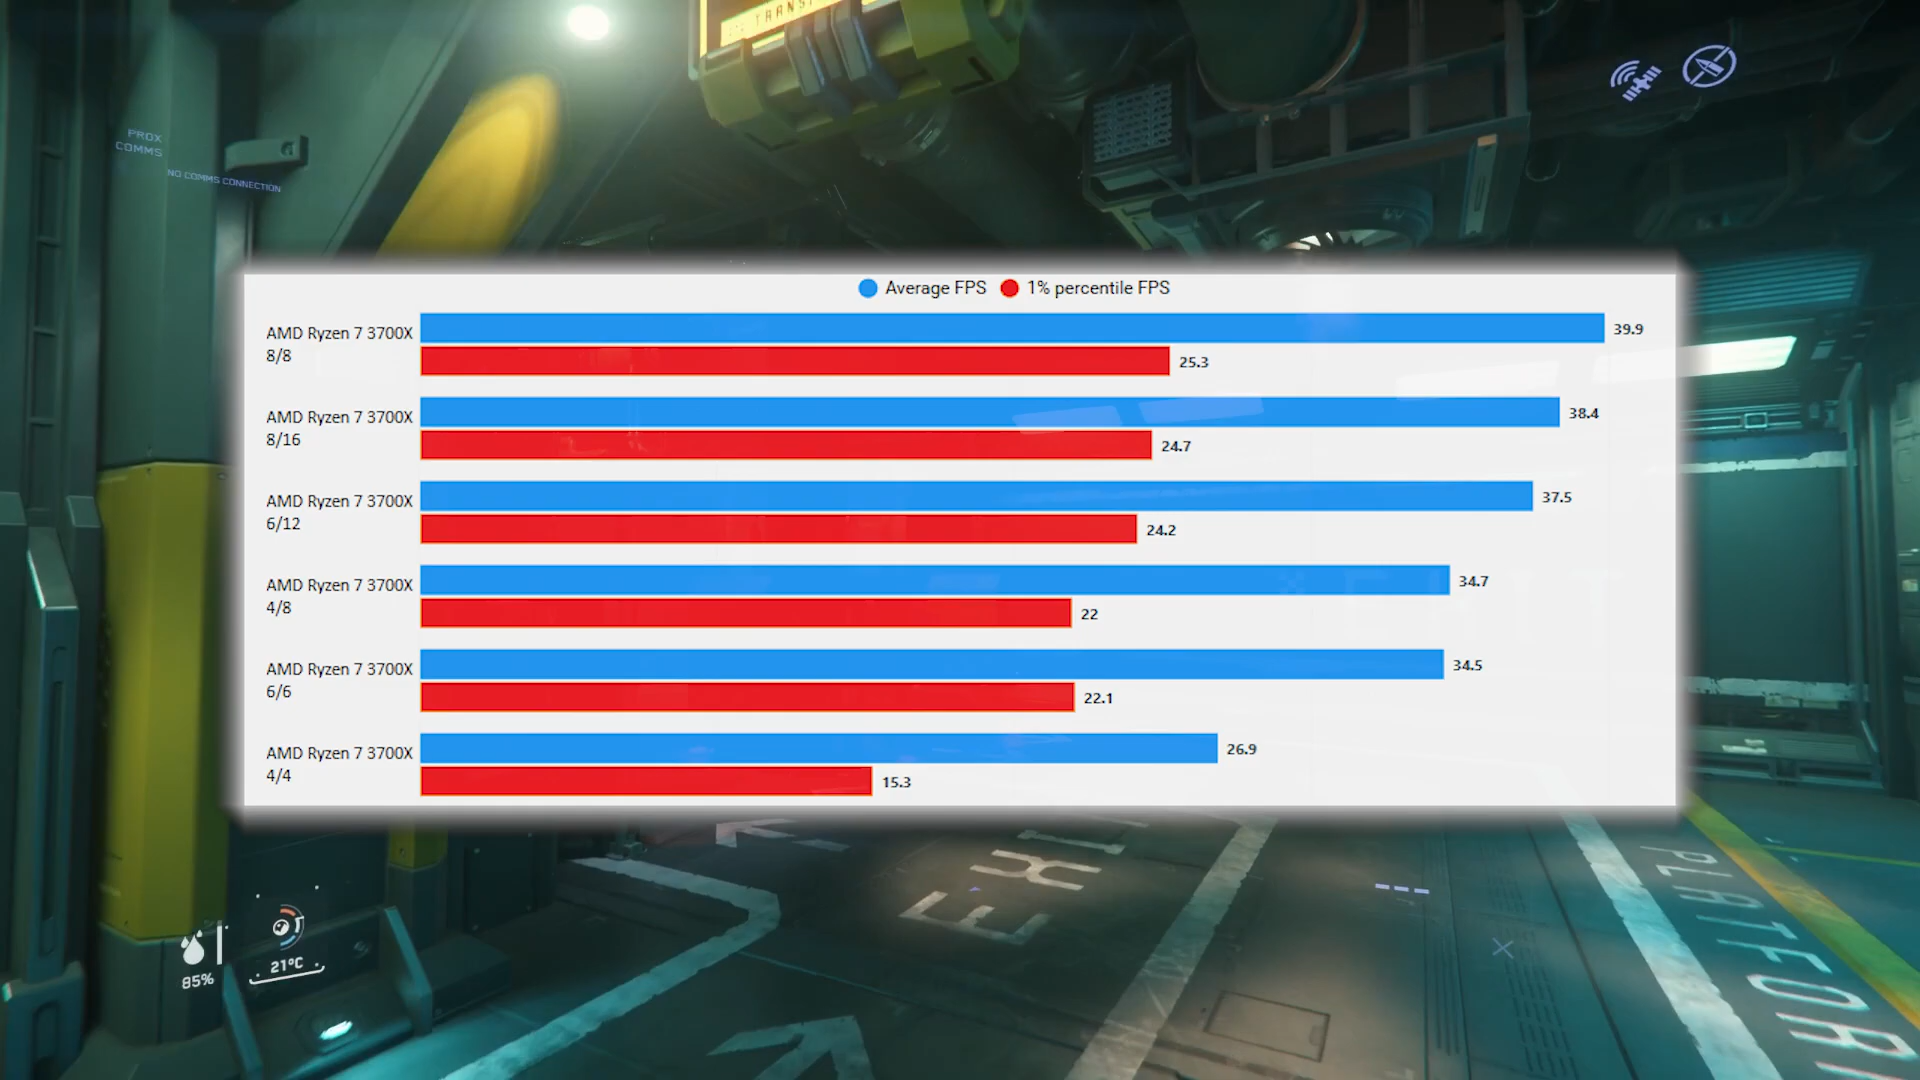 TRANS
PROX
COMMS
NO COMMS CONNECTION
Average FPS 1% percentile FPS
AMD Ryzen 7 3700X
8/8
39.9
25.3
AMD Ryzen 7 3700X
8/16
38.4
24.7
AMD Ryzen 7 3700X
6/12
37.5
24.2
AMD Ryzen 7 3700X
4/8
34.7
22
AMD Ryzen 7 3700X
6/6
34.5
22.1
AMD Ryzen 7 3700X
4/4
26.9
15.3
EXIT
PLATFOR
85%
21°C